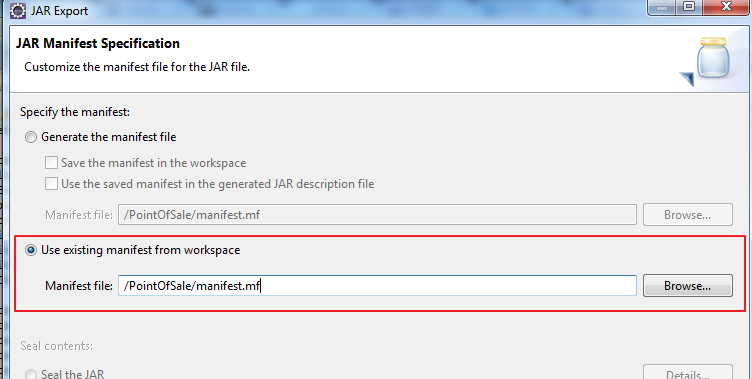 JAR Export
JAR Manifest Specification
Customize the manifest file for the JAR file.
Specify the manifest:
Generate the manifest file
Save the manifest in the workspace
Use the saved manifest in the generated JAR description file
Manifest file: /PointOfSale/manifest.mf Browse...
Use existing manifest from workspace
Manifest file: /PointOfSale/manifest.mf Browse...
Seal contents:
Seal the JAR Details...